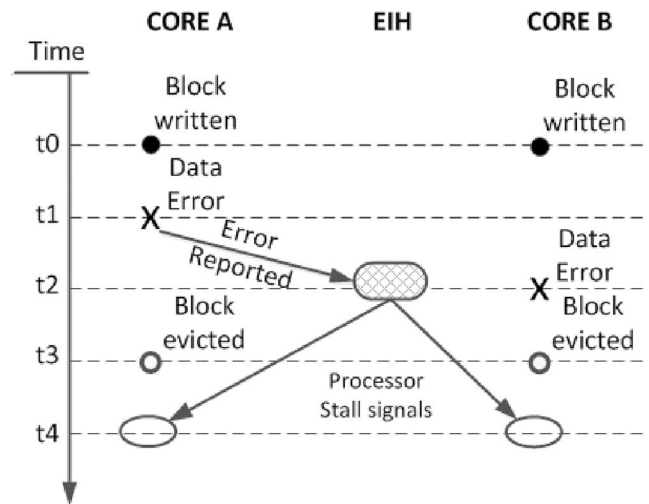 CORE A EIH CORE B
Time
Block
written
Block
written
t0
Data
Error
X
t1
Error
Reported
Data
Error
X
t2
Block
evicted
Block
evicted
t3
Processor
Stall signals
t4